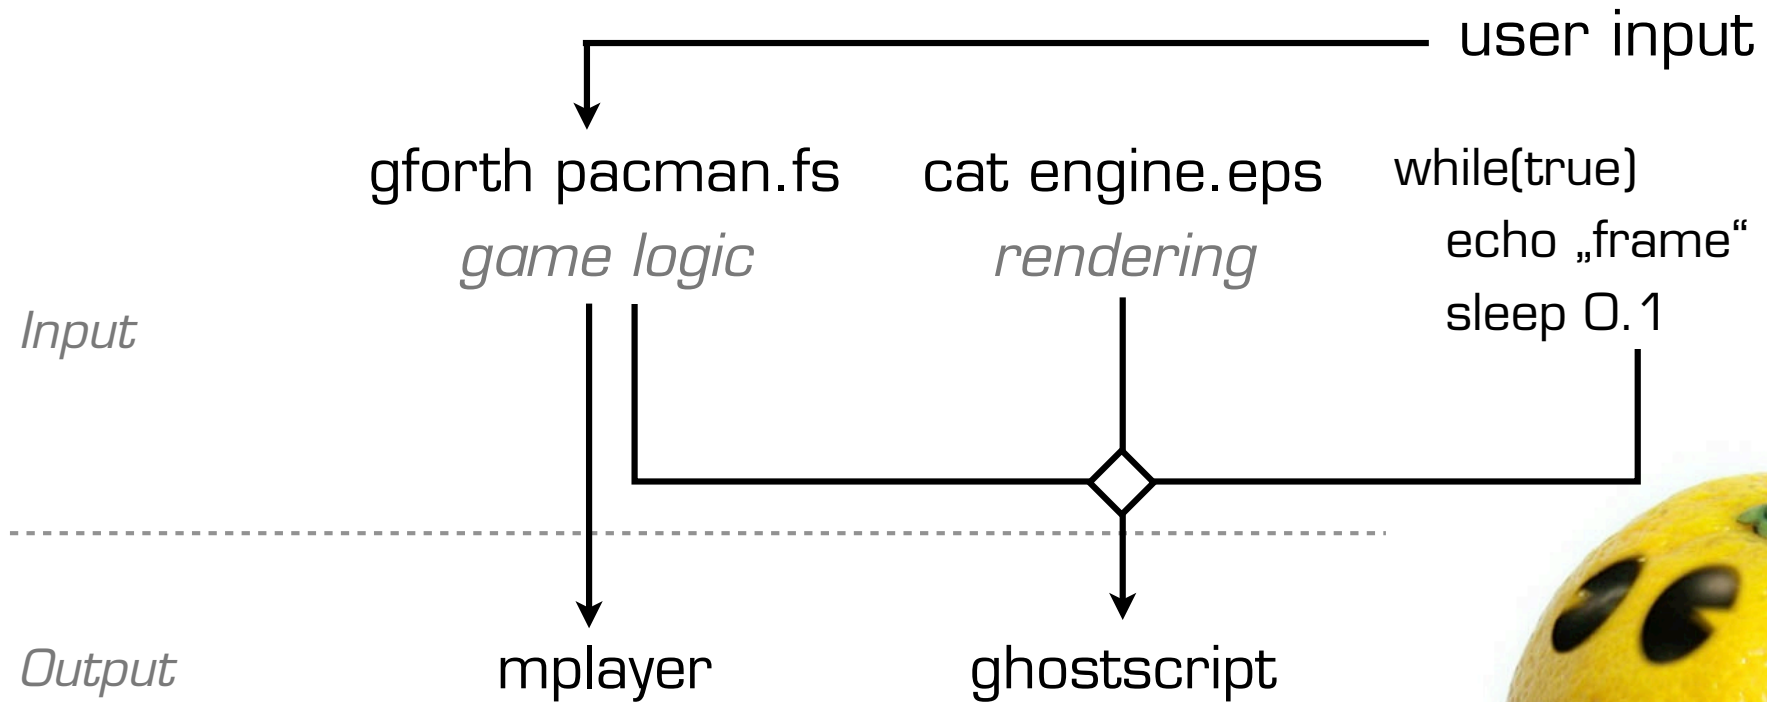 user input
gforth pacman.fs
game logic
cat engine.eps
rendering
while(true)
echo „frame“
sleep 0.1
Input
Output
mplayer
ghostscript